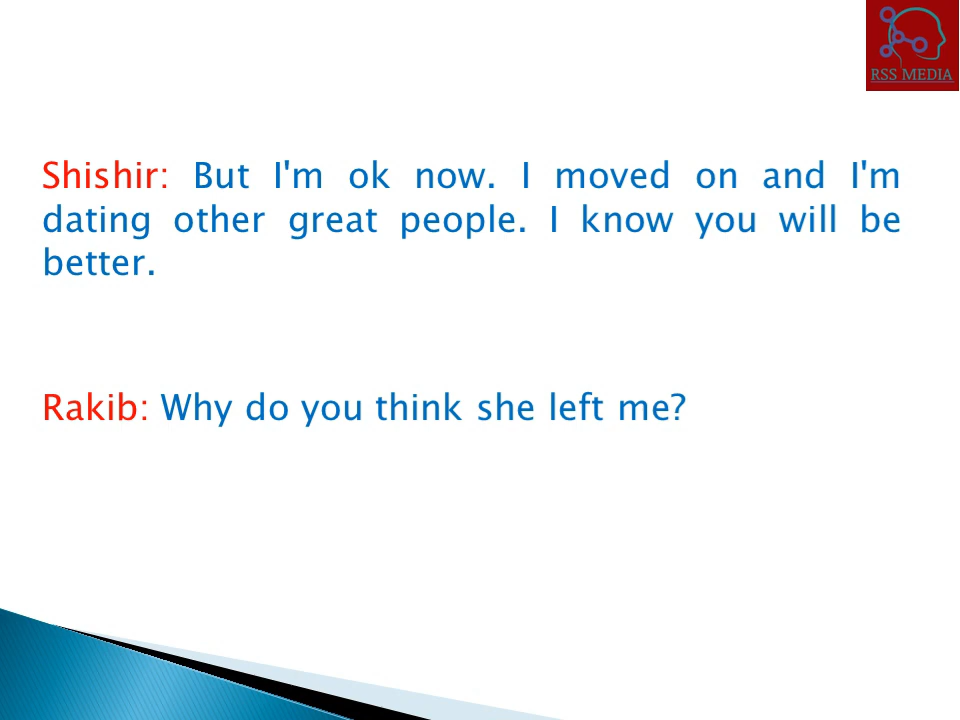 RSS MEDIA
Shishir: But I'm ok now. I moved on and I'm
dating other great people. I know you will be
better.
Rakib: Why do you think she left me?